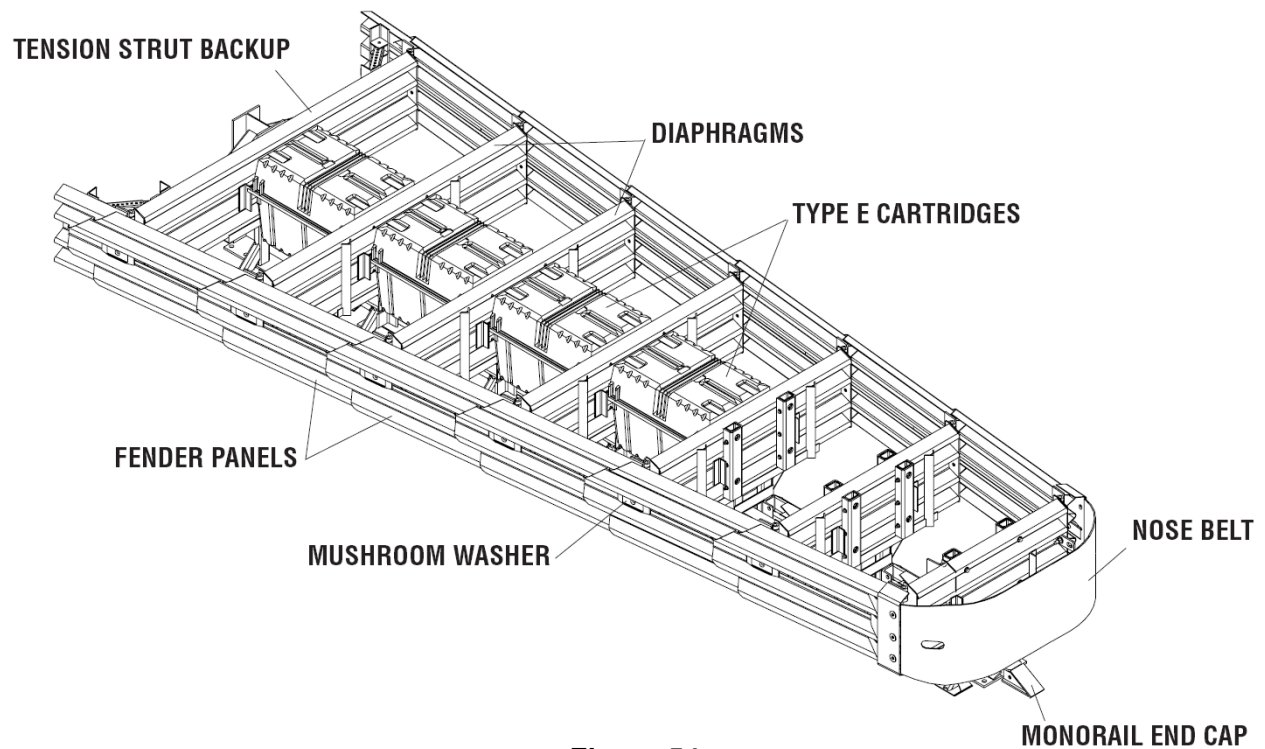 TENSION STRUT BACKUP
DIAPHRAGMS
TYPE E CARTRIDGES
FENDER PANELS
MUSHROOM WASHER
NOSE BELT
MONORAIL END CAP